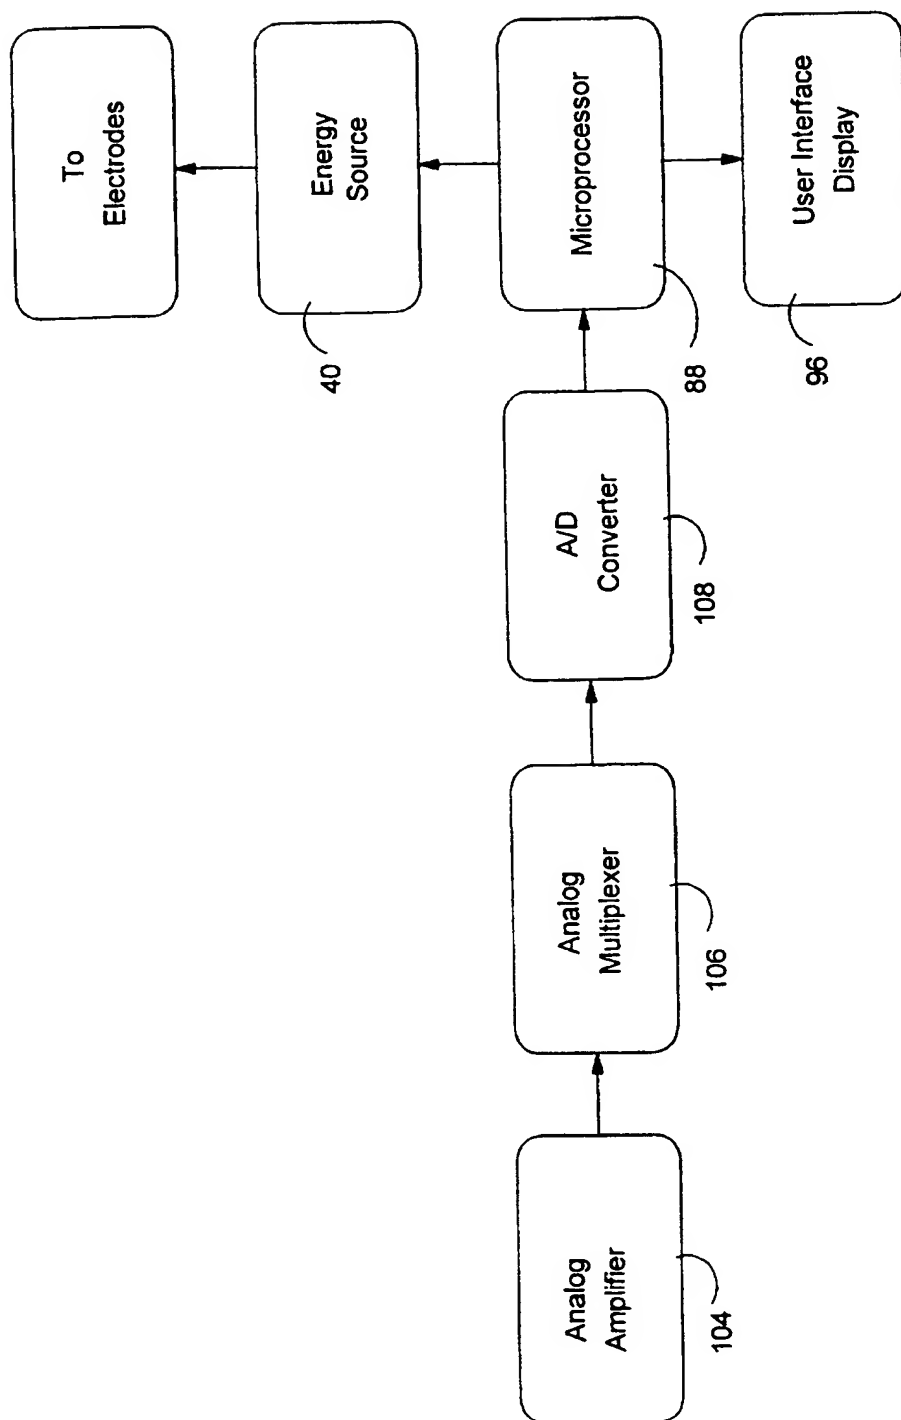 To
Electrodes
Energy
Source
40
Analog
Amplifier
104
Analog
Multiplexer
106
A/D
Converter
108
Microprocessor
88
User Interface
Display
96